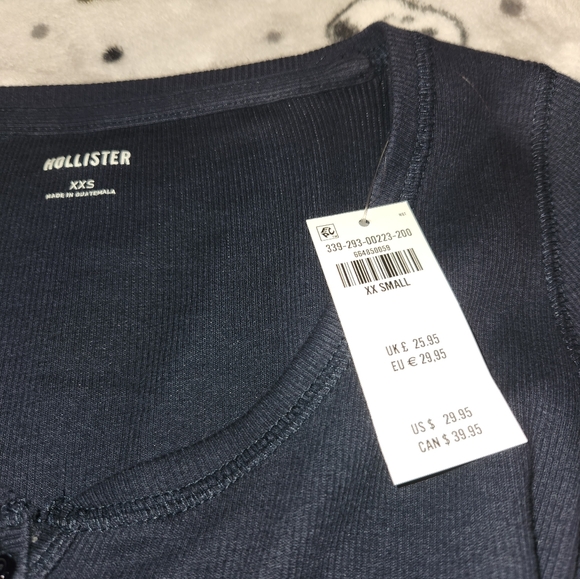 HOLLISTER
XXS
MADE IN GUATEMALA
339-293-00223-200
664850059
XX SMALL
UK £ 25.95
EU € 29,95
US $ 29.95
CAN $ 39.95